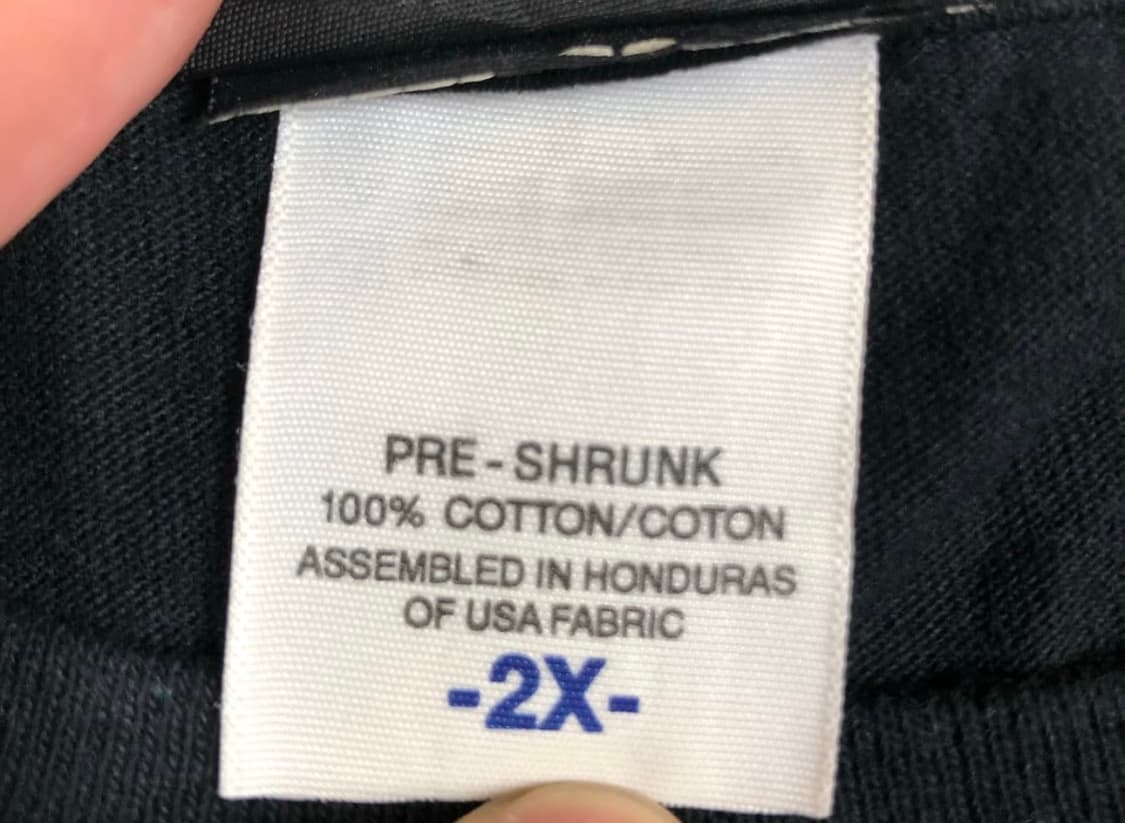 PRE-SHRUNK
100% COTTON/COTON
ASSEMBLED IN HONDURAS
OF USA FABRIC
-2X-